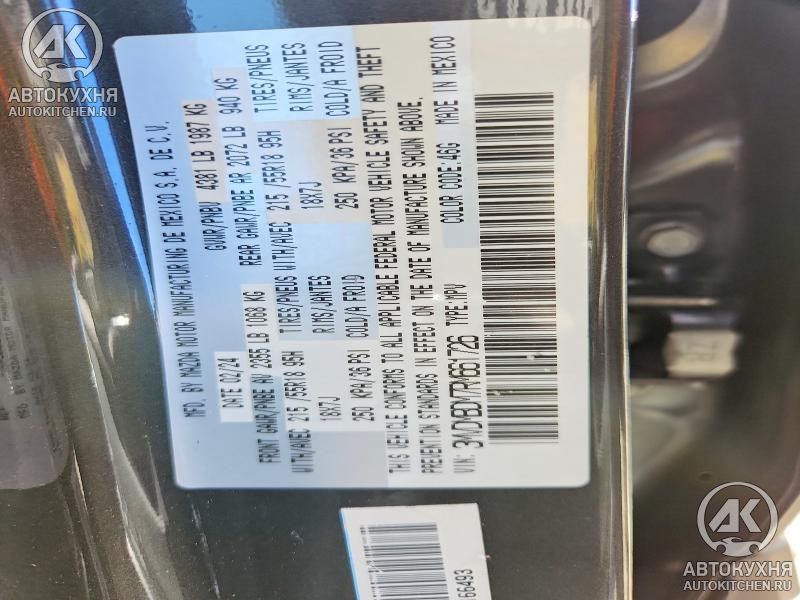 MFD. BY MAZDA MOTOR MANUFACTURING DE MEXICO S.A. DE C.V.
DATE 02/24 GVWR/PNBV 4381 LB 1987 KG
FRONT GAWR/PNBE AV 2355 LB 1068 KG REAR GAWR/PNBE AR 2072 LB 940 KG
TIRES/PNEUS
WITH/AVEC 215 /55R18 95H TIRES/PNEUS WITH/AVEC 215 /55R18 95H
RIMS/JANTES
18X7J RIMS/JANTES 18X7J
COLD/A FROID
250 KPA/36 PSI COLD/A FROID 250 KPA/36 PSI
THIS VEHICLE CONFORMS TO ALL APPLICABLE FEDERAL MOTOR VEHICLE SAFETY AND THEFT
PREVENTION STANDARDS IN EFFECT ON THE DATE OF MANUFACTURE SHOWN ABOVE.
COLOR CODE:46G MADE IN MEXICO
VIN: TYPE:MPV
66493
АК
АВТОКУХНЯ
AUTOKITCHEN.RU
АК
АВТОКУХНЯ
AUTOKITCHEN.RU